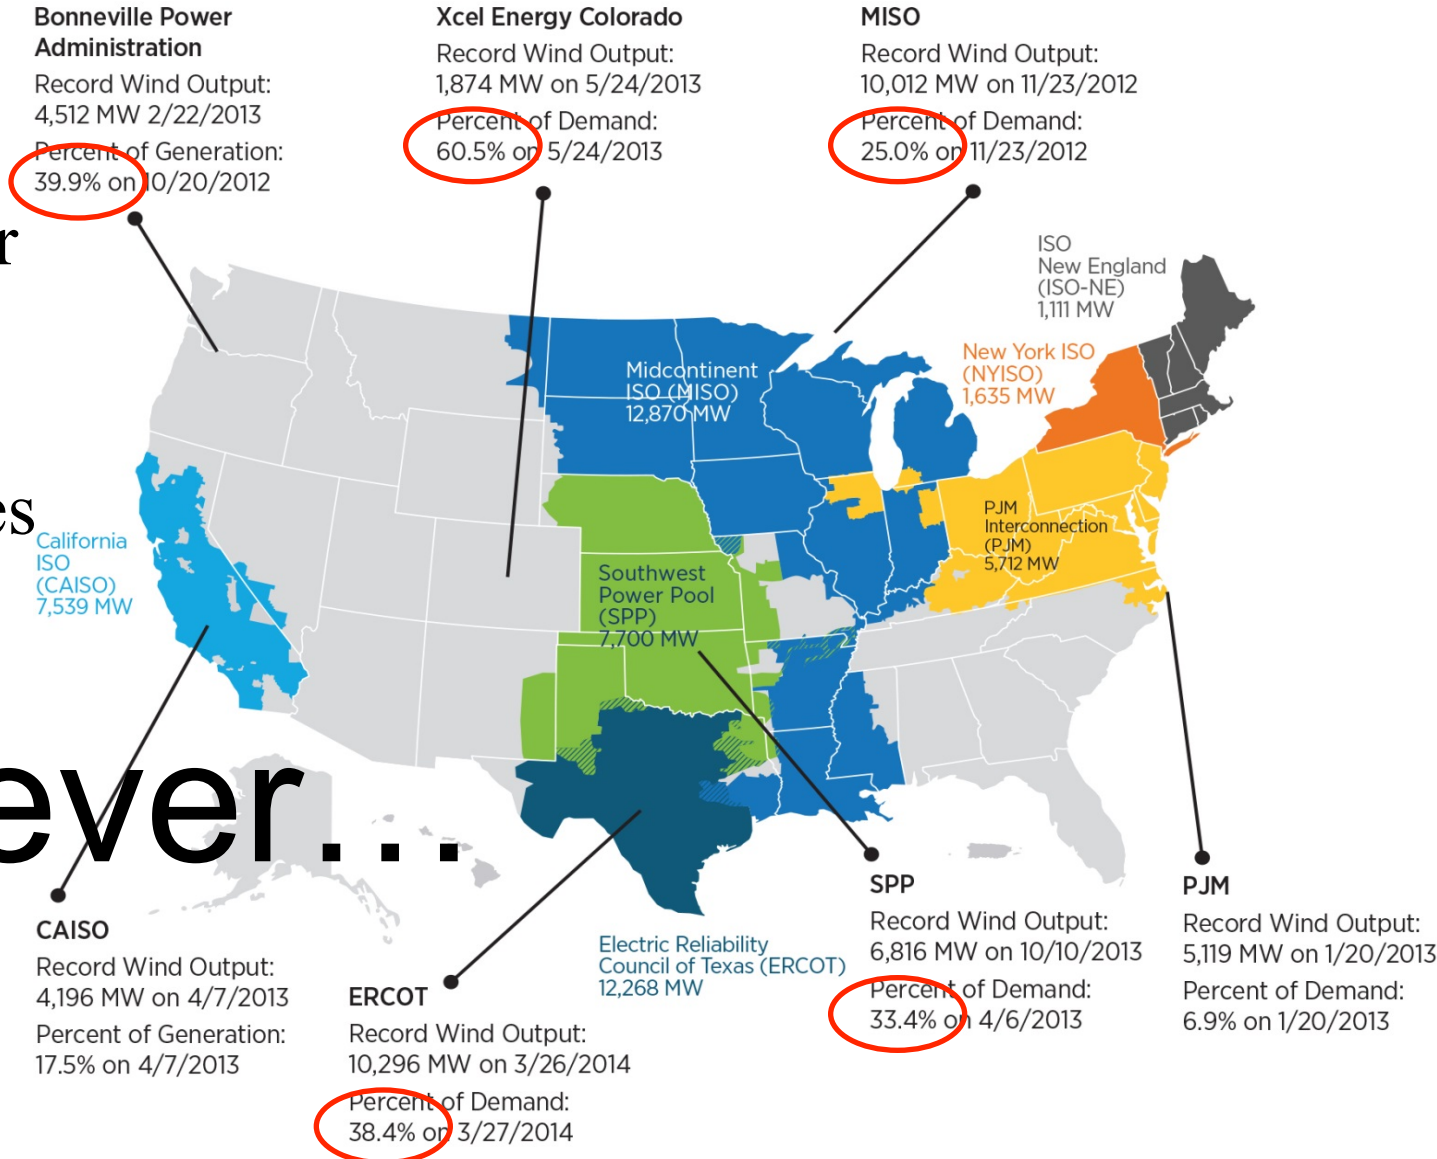 Bonneville Power
Administration
Record Wind Output:
4,512 MW 2/22/2013
Percent of Generation:
39.9% on 10/20/2012
Xcel Energy Colorado
Record Wind Output:
1,874 MW on 5/24/2013
Percent of Demand:
60.5% on 5/24/2013
MISO
Record Wind Output:
10,012 MW on 11/23/2012
Percent of Demand:
25.0% on 11/23/2012
r
ISO
New England
(ISO-NE)
1,111 MW
New York ISO
(NYISO)
1,635 MW
Midcontinent
ISO (MISO)
12,870 MW
es
California
ISO
(CAISO)
7,539 MW
PJM
Interconnection
(PJM)
5,712 MW
Southwest
Power Pool
(SPP)
7,700 MW
ever...
CAISO
Record Wind Output:
4,196 MW on 4/7/2013
Percent of Generation:
17.5% on 4/7/2013
ERCOT
Record Wind Output:
10,296 MW on 3/26/2014
Percent of Demand:
38.4% on 3/27/2014
Electric Reliability
Council of Texas (ERCOT)
12,268 MW
SPP
Record Wind Output:
6,816 MW on 10/10/2013
Percent of Demand:
33.4% on 4/6/2013
PJM
Record Wind Output:
5,119 MW on 1/20/2013
Percent of Demand:
6.9% on 1/20/2013